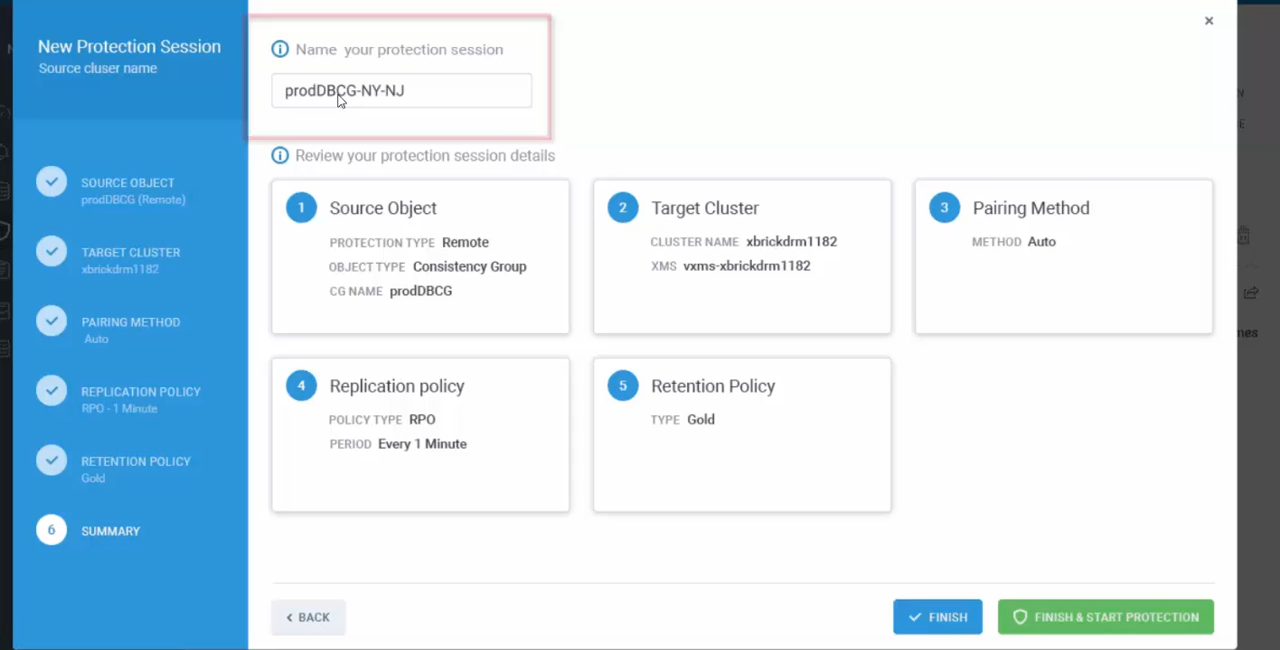 New Protection Session
Source cluser name
SOURCE OBJECT
prodDBCG (Remote)
TARGET CLUSTER
xbrickdrm1182
PAIRING METHOD
Auto
REPLICATION POLICY
RPO - 1 Minute
RETENTION POLICY
Gold
6 SUMMARY
Name your protection session
prodDBCG-NY-NJ
Review your protection session details
1 Source Object
PROTECTION TYPE Remote
OBJECT TYPE Consistency Group
CG NAME prodDBCG
2 Target Cluster
CLUSTER NAME xbrickdrm1182
XMS vxms-xbrickdrm1182
3 Pairing Method
METHOD Auto
4 Replication policy
POLICY TYPE RPO
PERIOD Every 1 Minute
5 Retention Policy
TYPE Gold
BACK
FINISH
FINISH & START PROTECTION